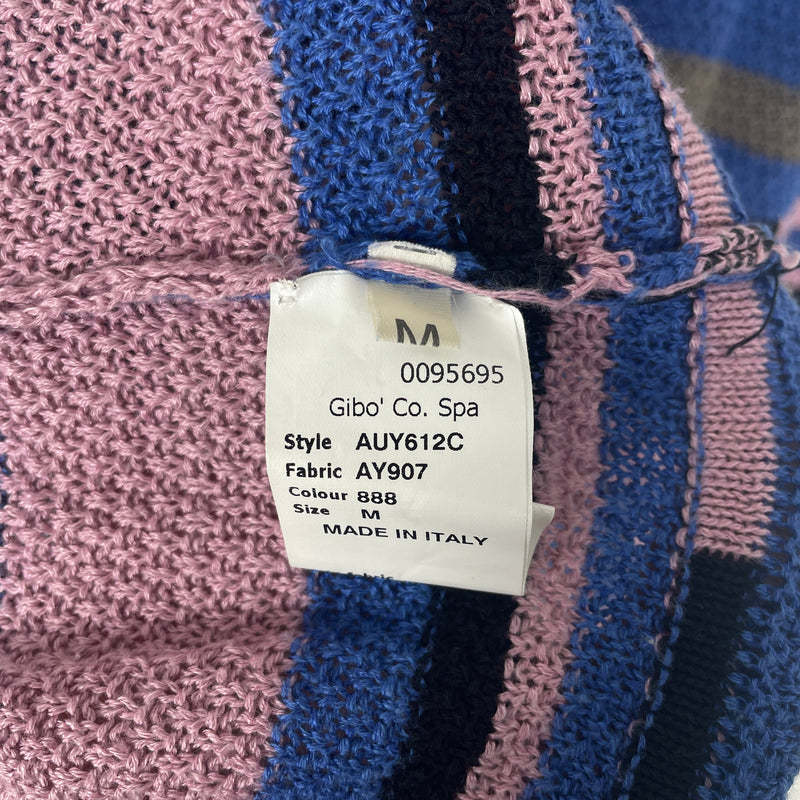 M
0095695
Gibo' Co. Spa
Style AUY612C
Fabric AY907
Colour 888
Size M
MADE IN ITALY